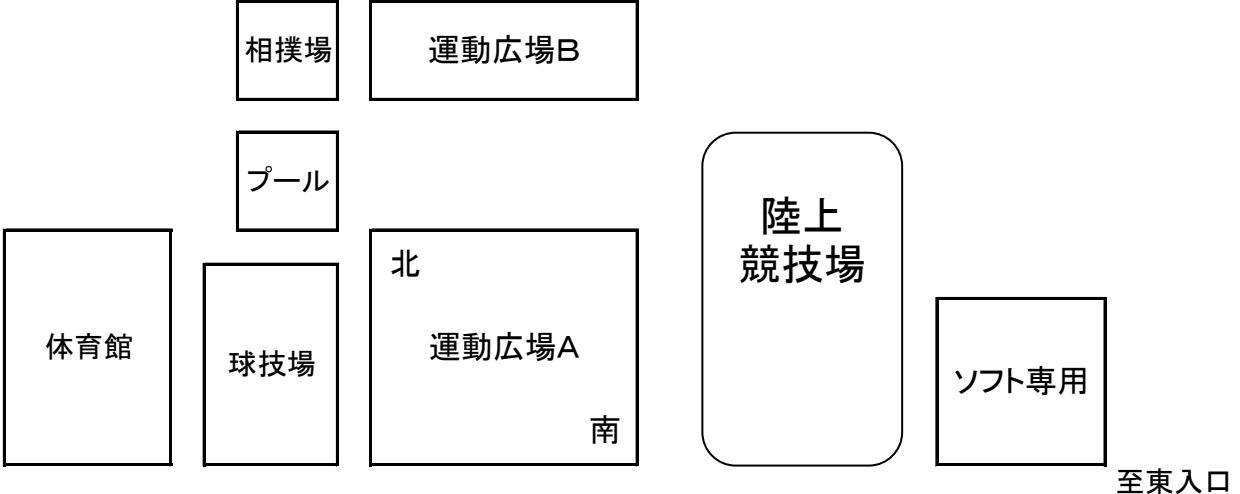 相撲場
運動広場B
プール
陸上
競技場
北
体育館
球技場
運動広場A
ソフト専用
南
至東入口